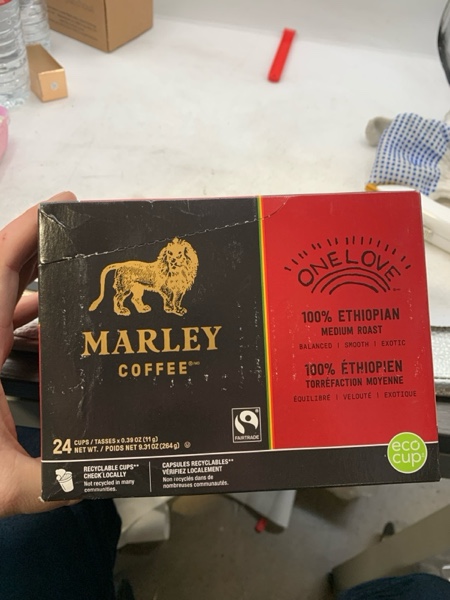 ONE LOVE
MARLEY
COFFEE
100% ETHIOPIAN
MEDIUM ROAST
BALANCED | SMOOTH | EXOTIC
100% ÉTHIOPIEN
TORRÉFACTION MOYENNE
ÉQUILIBRÉ | VELOUTÉ | EXOTIQUE
FAIRTRADE
24 CUPS / TASSES x 0.39 OZ (11 g)
NET WT. / POIDS NET 9.31 OZ (264 g)
eco
cup
RECYCLABLE CUPS**
CHECK LOCALLY
Not recycled in many
communities.
CAPSULES RECYCLABLES**
VÉRIFIEZ LOCALEMENT
Non recyclés dans de
nombreuses communautés.